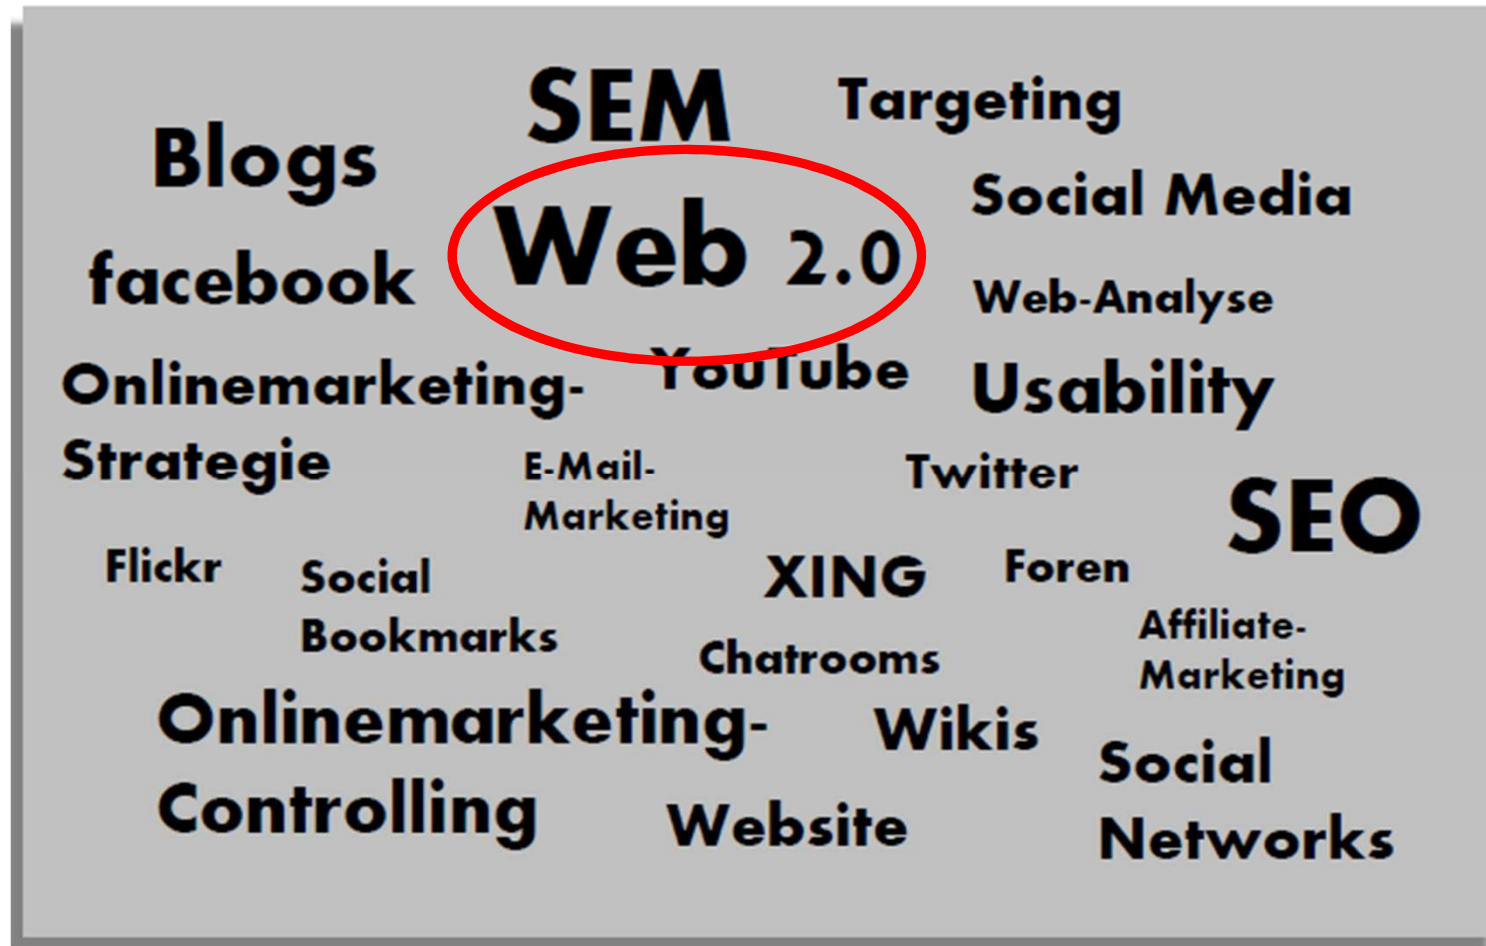 SEM
Targeting
Blogs
Social Media
Web 2.0
facebook
Web-Analyse
YouTube
Onlinemarketing-
Strategie
Usability
E-Mail-
Marketing
Twitter
SEO
Flickr
Social
Bookmarks
XING
Foren
Affiliate-
Marketing
Chatrooms
Onlinemarketing-
Controlling
Wikis
Social
Networks
Website